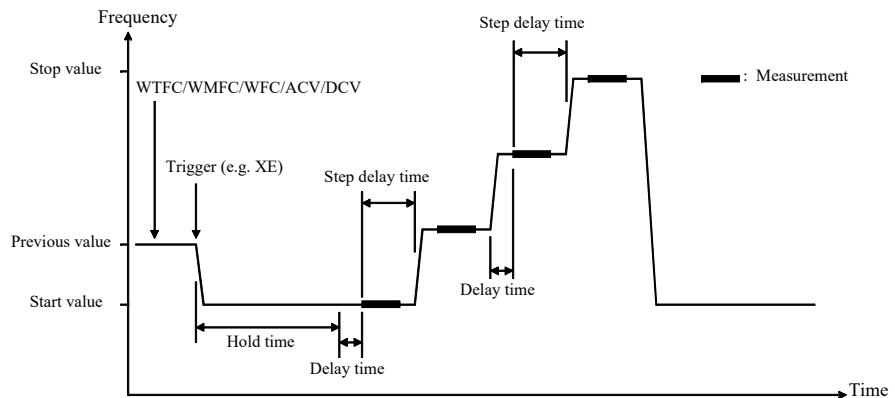 Frequency
Step delay time
Stop value
: Measurement
WTFC/WMFC/WFC/ACV/DCV
Trigger (e.g. XE)
Step delay time
Previous value
Delay time
Start value
Hold time
Delay time
Time